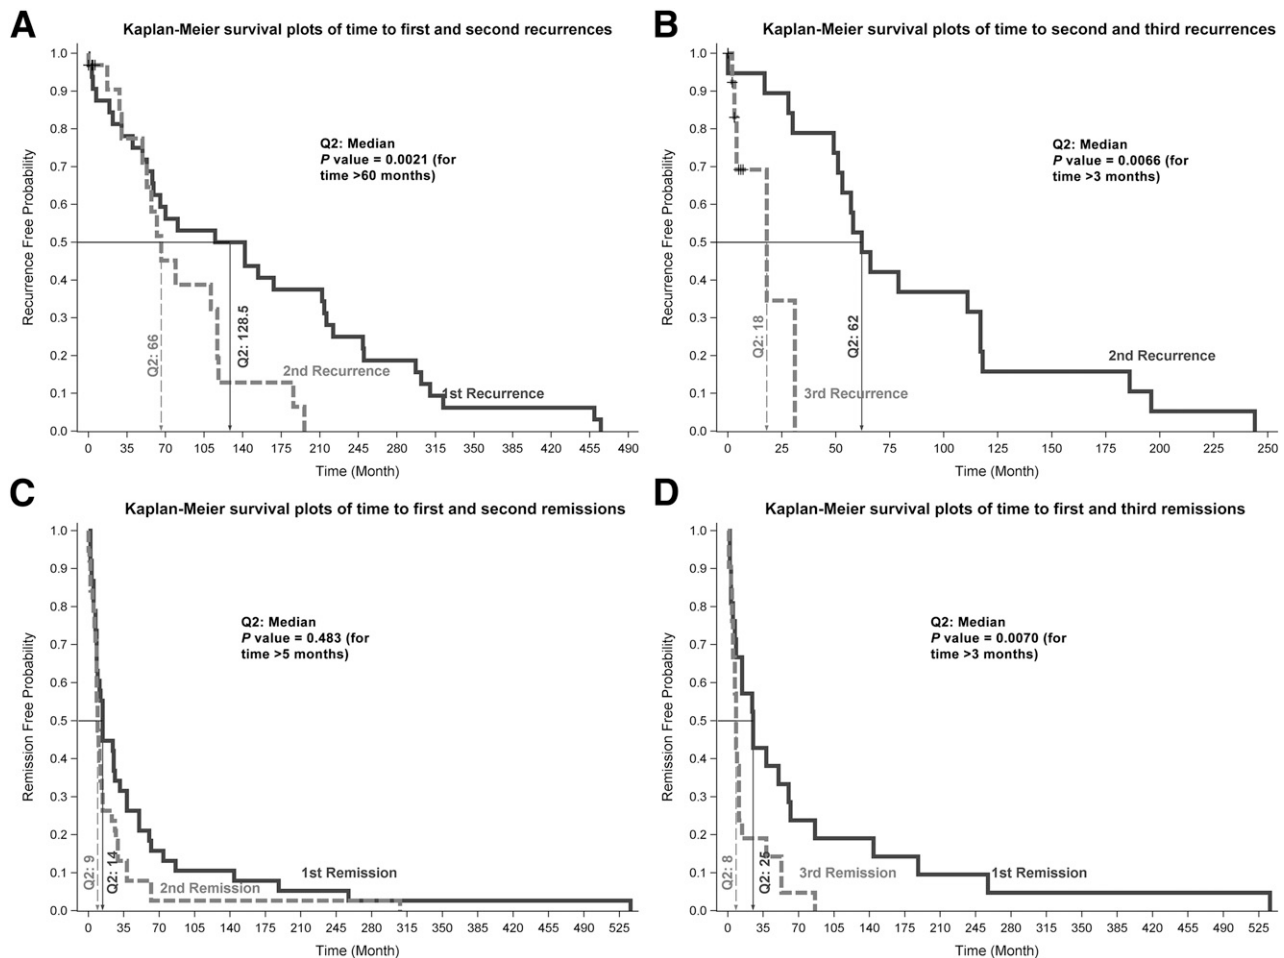 A
Kaplan-Meier survival plots of time to first and second recurrences
Recurrence Free Probability
1.0
0.9
0.8
0.7
0.6
0.5
0.4
0.3
0.2
0.1
0.0
Q2: Median
P value = 0.0021 (for
time >60 months)
Q2: 66
Q2: 128.5
2nd Recurrence
1st Recurrence
0 35 70 105 140 175 210 245 280 315 350 385 420 455 490
Time (Month)
B
Kaplan-Meier survival plots of time to second and third recurrences
Recurrence Free Probability
1.0
0.9
0.8
0.7
0.6
0.5
0.4
0.3
0.2
0.1
0.0
Q2: Median
P value = 0.0066 (for
time >3 months)
Q2: 18
Q2: 62
2nd Recurrence
3rd Recurrence
0 25 50 75 100 125 150 175 200 225 250
Time (Month)
C
Kaplan-Meier survival plots of time to first and second remissions
Remission Free Probability
1.0
0.9
0.8
0.7
0.6
0.5
0.4
0.3
0.2
0.1
0.0
Q2: Median
P value = 0.483 (for
time >5 months)
Q2: 9
Q2: 14
1st Remission
2nd Remission
0 35 70 105 140 175 210 245 280 315 350 385 420 455 490 525
Time (Month)
D
Kaplan-Meier survival plots of time to first and third remissions
Remission Free Probability
1.0
0.9
0.8
0.7
0.6
0.5
0.4
0.3
0.2
0.1
0.0
Q2: Median
P value = 0.0070 (for
time >3 months)
Q2: 8
Q2: 25
3rd Remission
1st Remission
0 35 70 105 140 175 210 245 280 315 350 385 420 455 490 525
Time (Month)